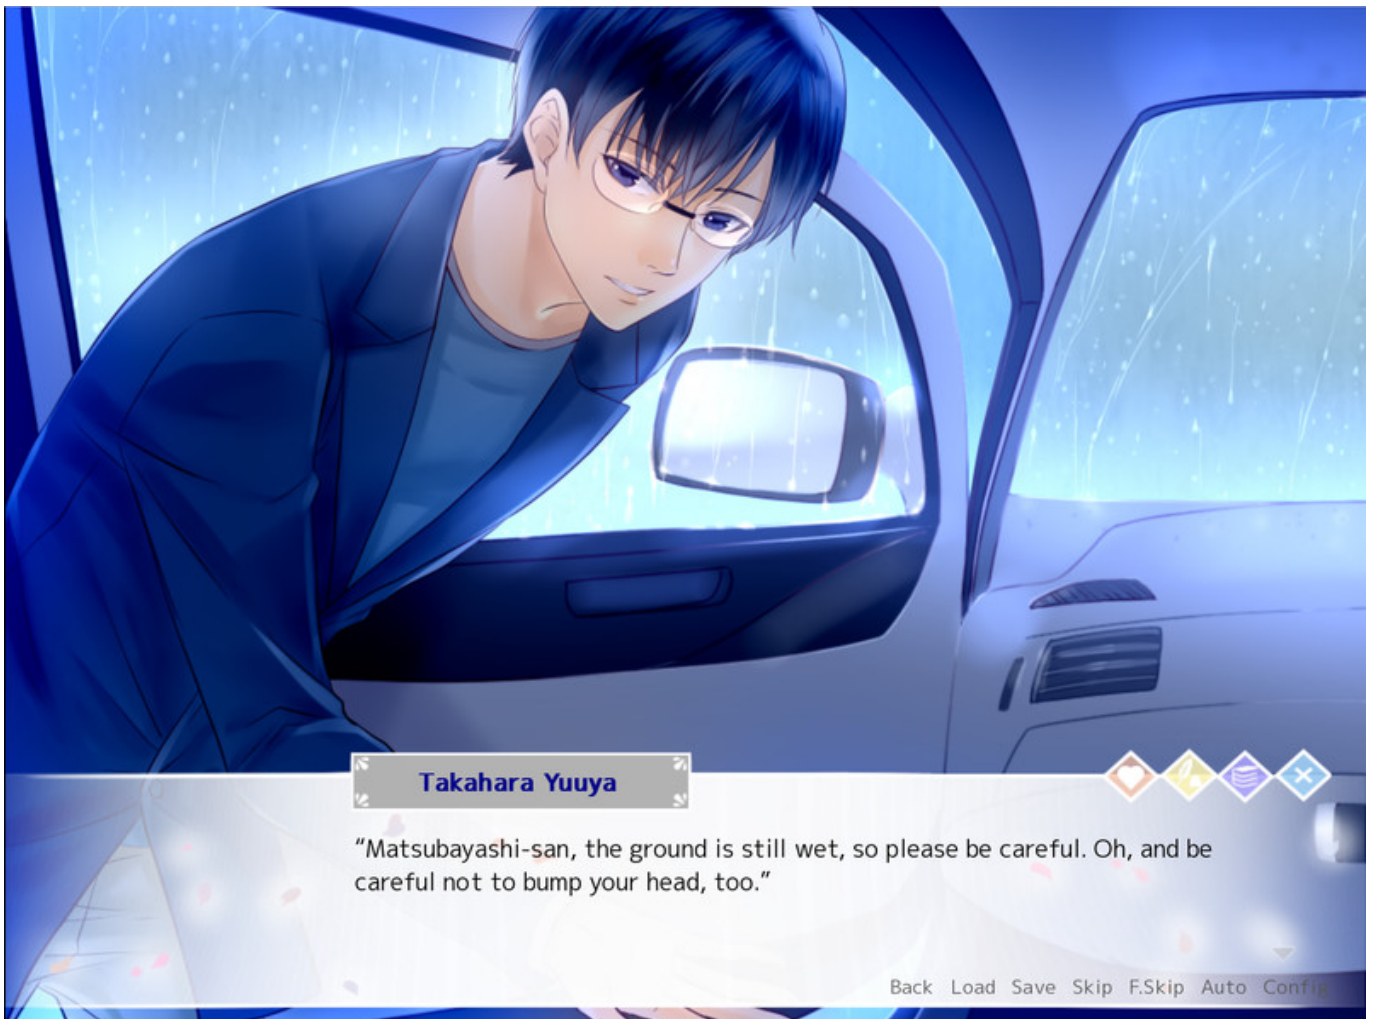 Takahara Yuuya
“Matsubayashi-san, the ground is still wet, so please be careful. Oh, and be
careful not to bump your head, too.”
Back Load Save Skip F.Skip Auto Config